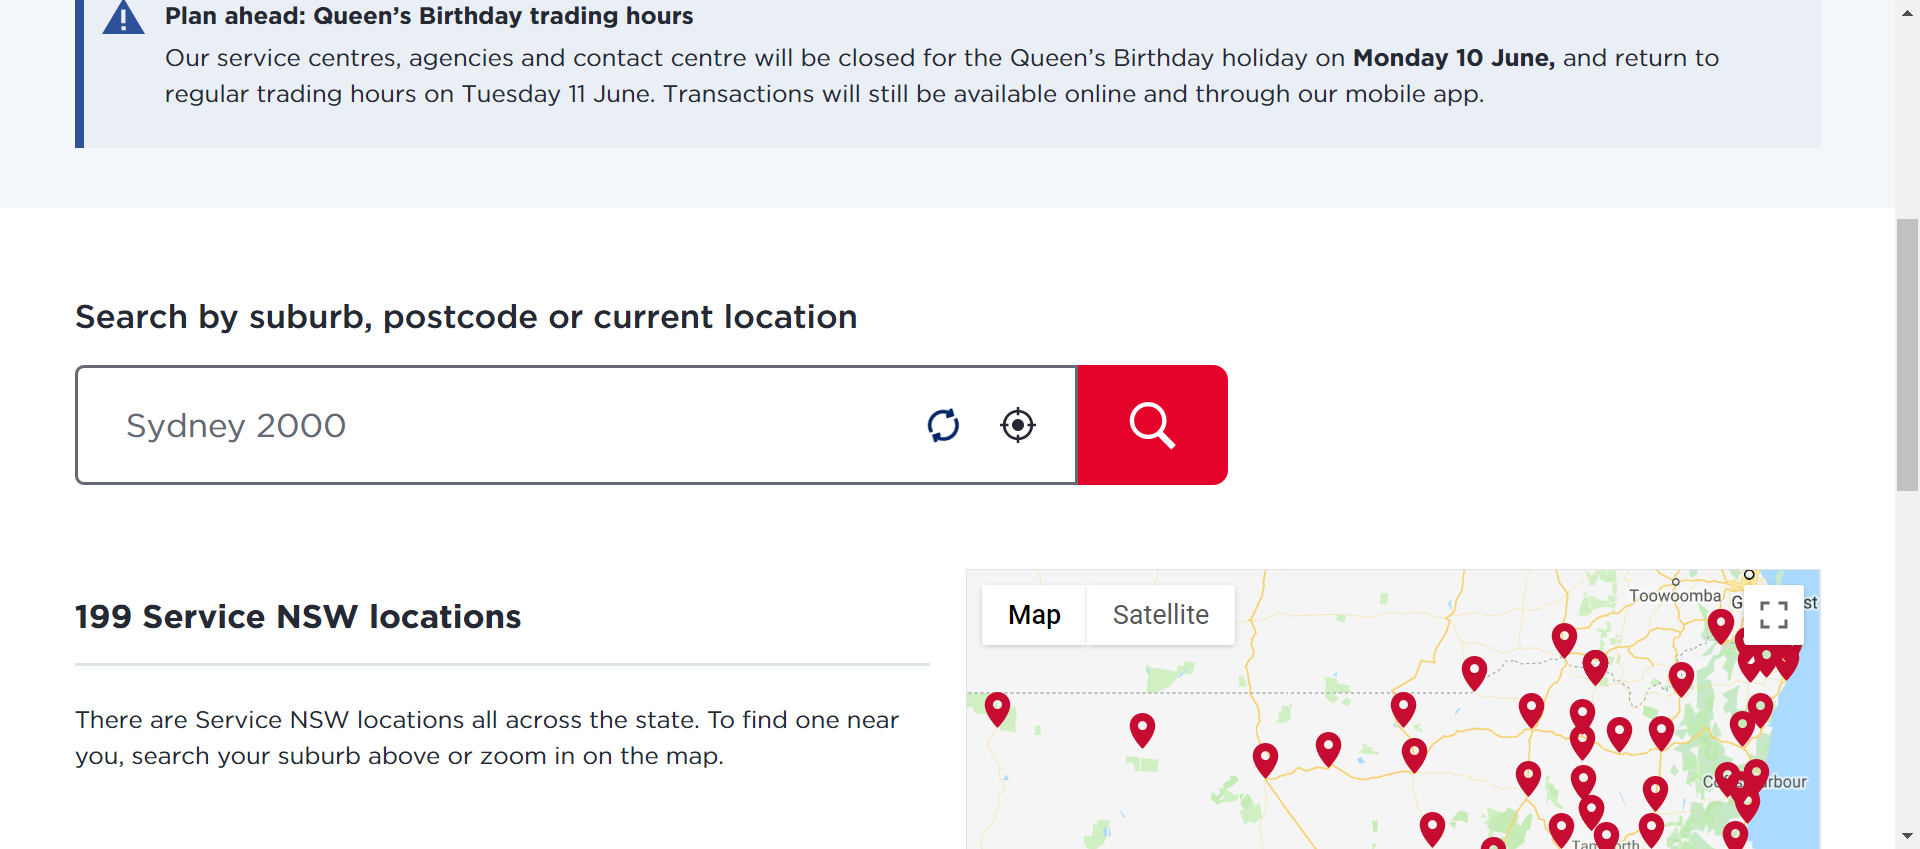 Plan ahead: Queen’s Birthday trading hours
Our service centres, agencies and contact centre will be closed for the Queen’s Birthday holiday on Monday 10 June, and return to
regular trading hours on Tuesday 11 June. Transactions will still be available online and through our mobile app.
Search by suburb, postcode or current location
Sydney 2000
199 Service NSW locations
There are Service NSW locations all across the state. To find one near
you, search your suburb above or zoom in on the map.
Map
Satellite
Toowoomba